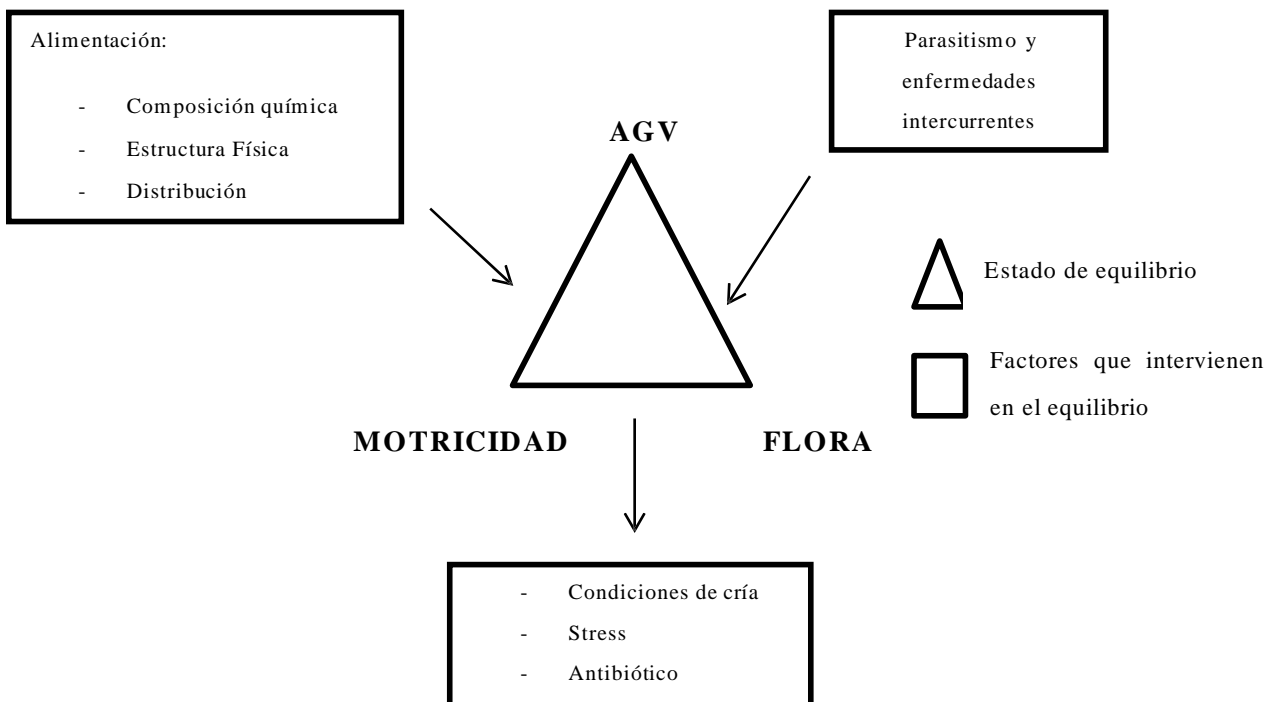 Alimentación:
- Composición química
- Estructura Física
- Distribución
Parasitismo y
enfermedades
intercurrentes
AGV
Estado de equilibrio
Factores que intervienen
en el equilibrio
MOTRICIDAD
FLORA
- Condiciones de cría
- Stress
- Antibiótico